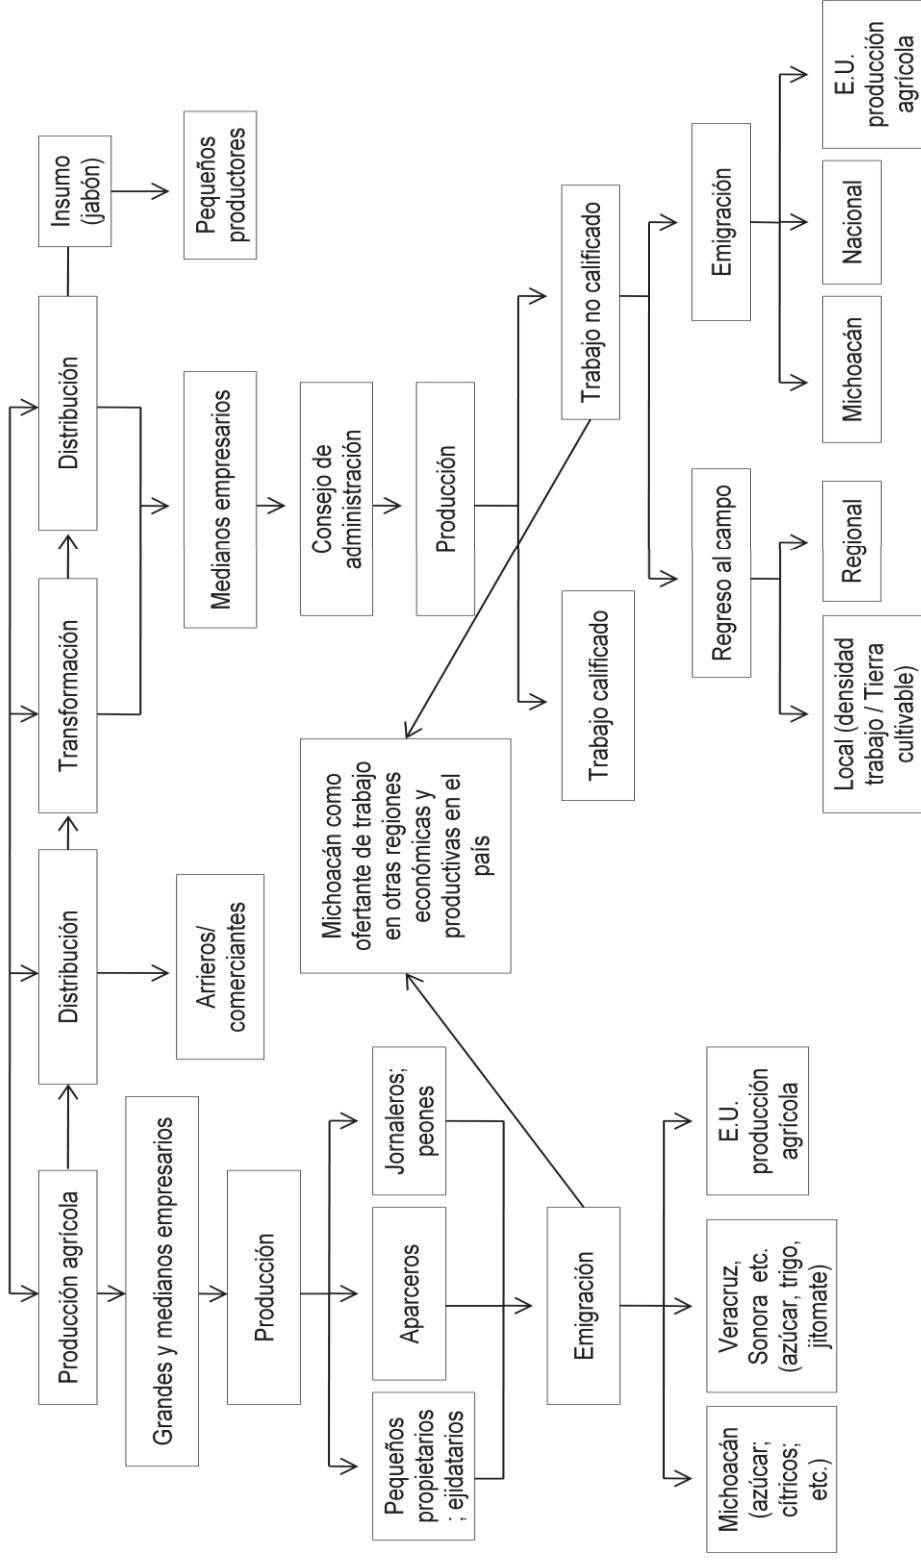 Producción agrícola
Distribución
Transformación
Distribución
Insumo
(jabón)
Grandes y medianos empresarios
Arrieros/
comerciantes
Medianos empresarios
Pequeños
productores
Producción
Consejo de
administración
Pequeños
propietarios
; ejidatarios
Aparceros
Jornaleros;
peones
Michoacán como
ofertante de trabajo
en otras regiones
económicas y
productivas en el
país
Producción
Emigración
Trabajo calificado
Trabajo no calificado
Michoacán
(azúcar;
cítricos;
etc.)
Veracruz,
Sonora etc.
(azúcar, trigo,
jitomate)
E.U.
producción
agrícola
Regreso al campo
Emigración
Local (densidad
trabajo / Tierra
cultivable)
Regional
Michoacán
Nacional
E.U.
producción
agrícola